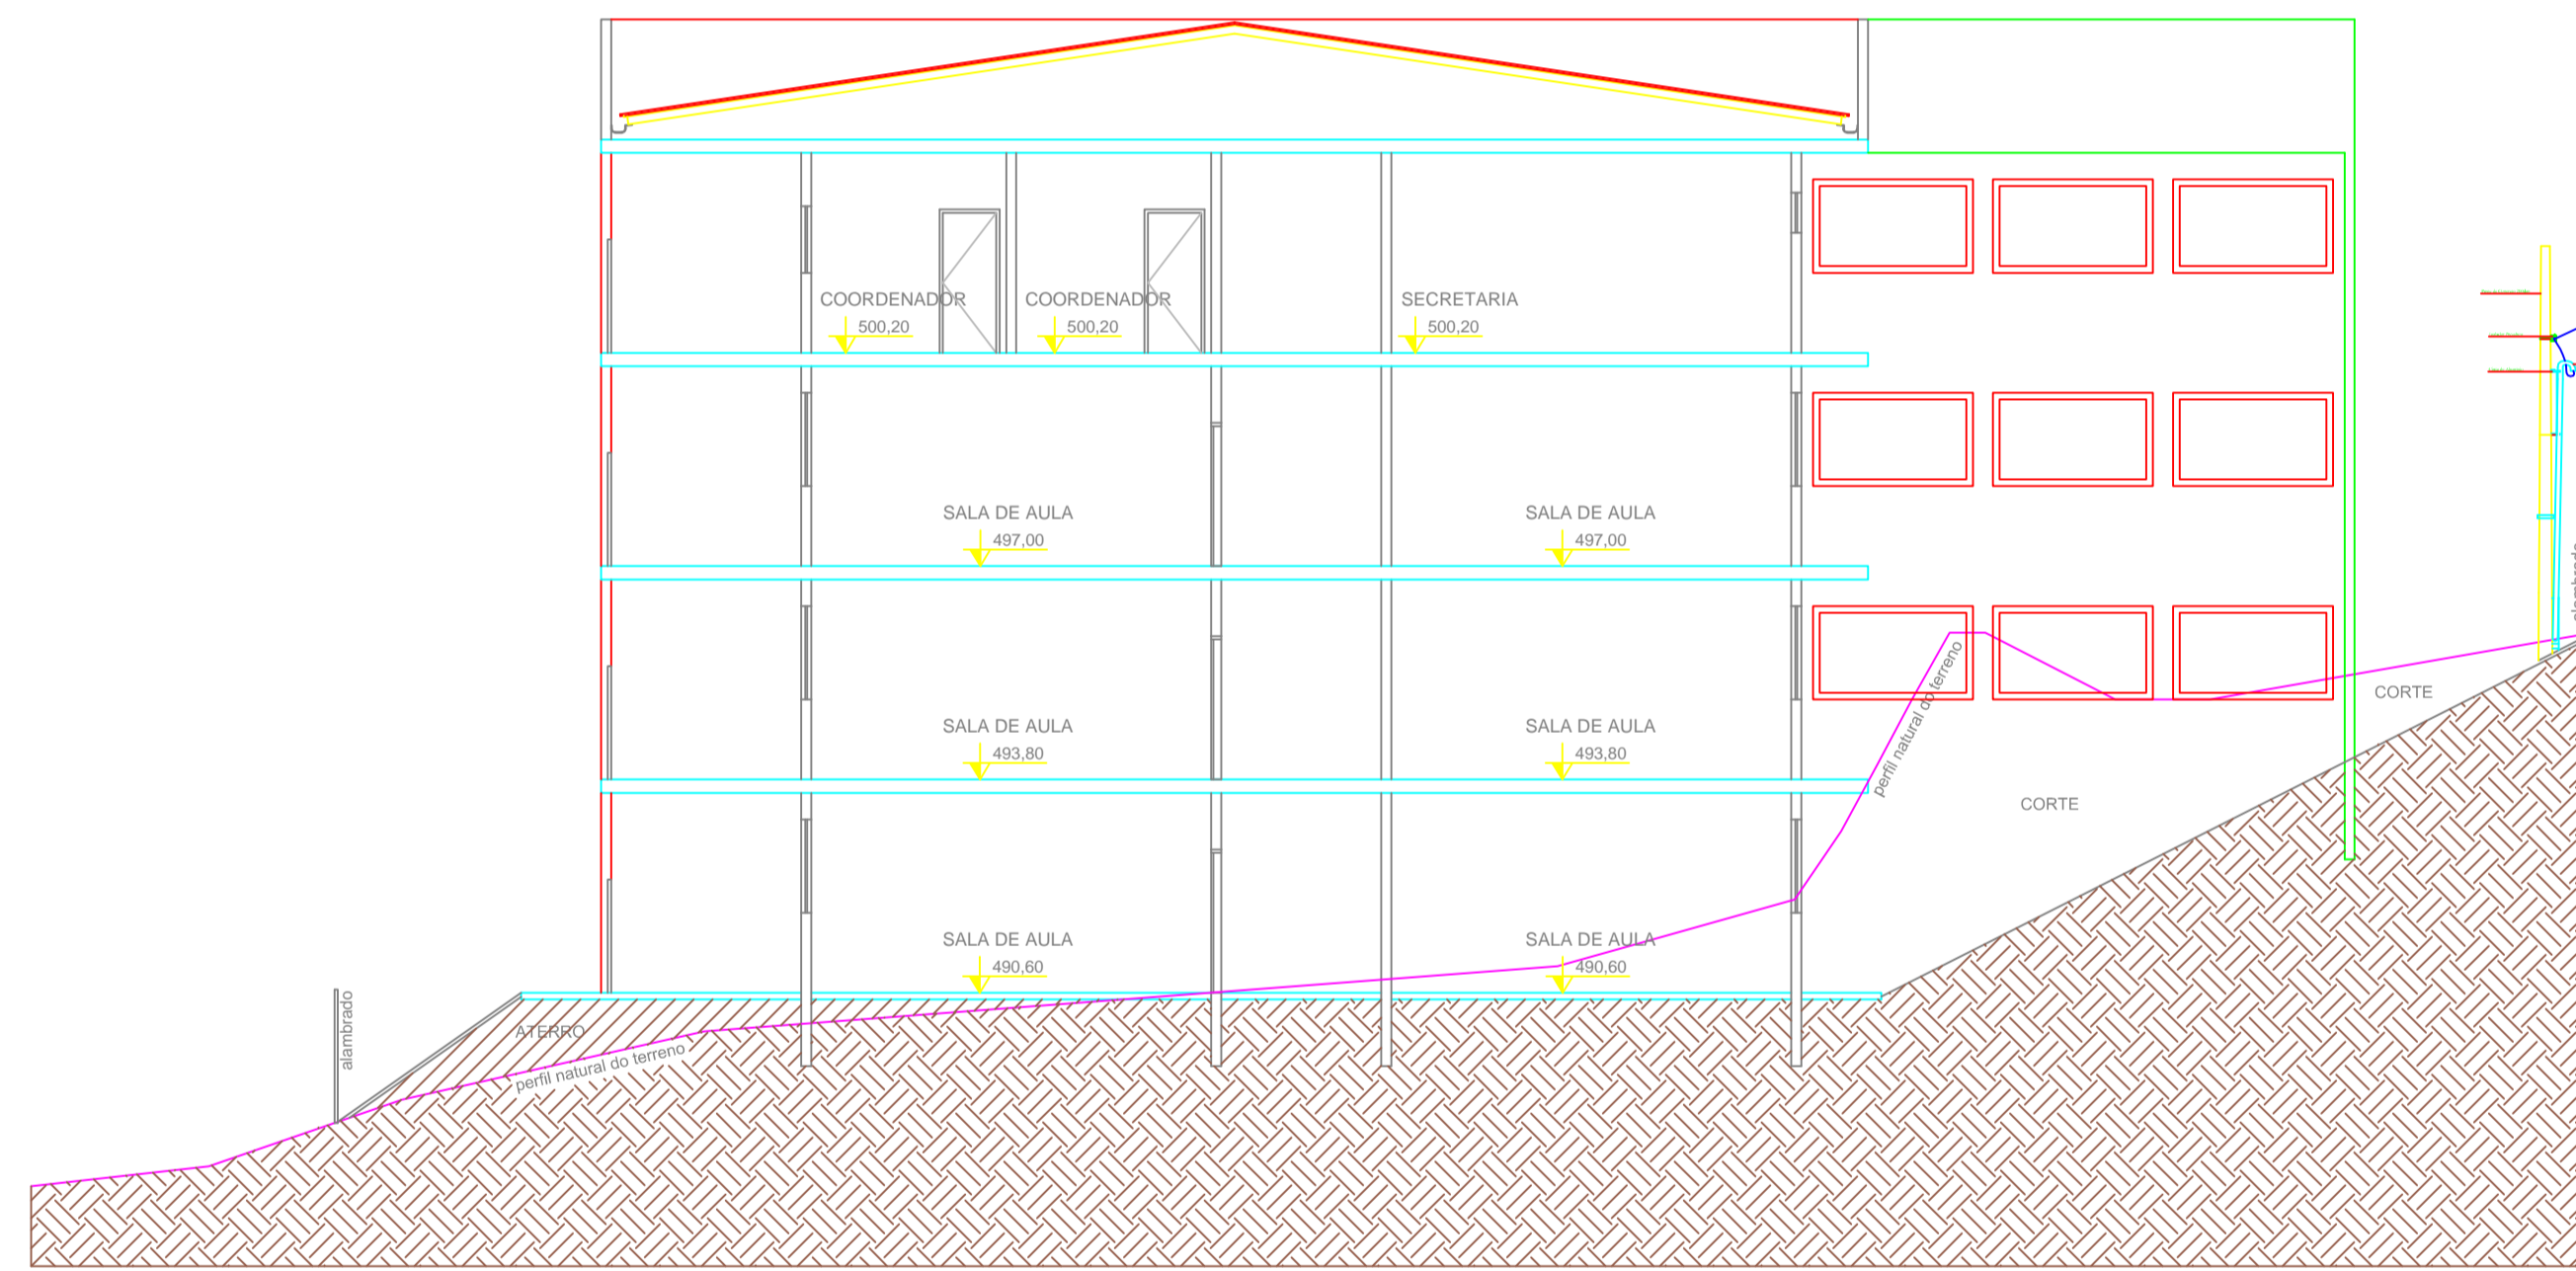 COORDENADOR
500,20
COORDENADOR
500,20
SECRETARIA
500,20
SALA DE AULA
497,00
SALA DE AULA
497,00
alambrado
perfil natural do terreno
CORTE
SALA DE AULA
493,80
SALA DE AULA
493,80
CORTE
SALA DE AULA
490,60
SALA DE AULA
490,60
alambrado
ATERRO
perfil natural do terreno